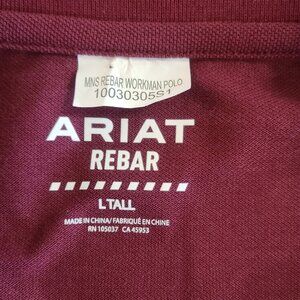 MNS REBAR WORKMAN POLO
10030305S1
ARIAT
REBAR
L TALL
MADE IN CHINA/ FABRIQUÉ EN CHINE
RN 105037 CA 45953